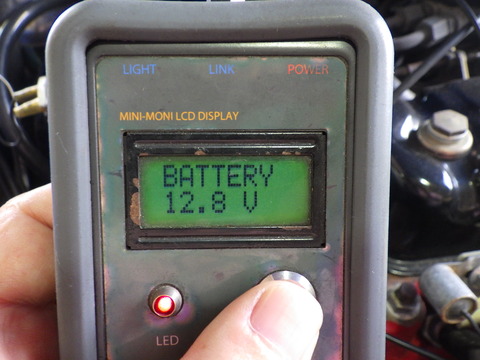 LIGHT LINK POWER
MINI-MONI LCD DISPLAY
BATTERY
12.8 V
LED